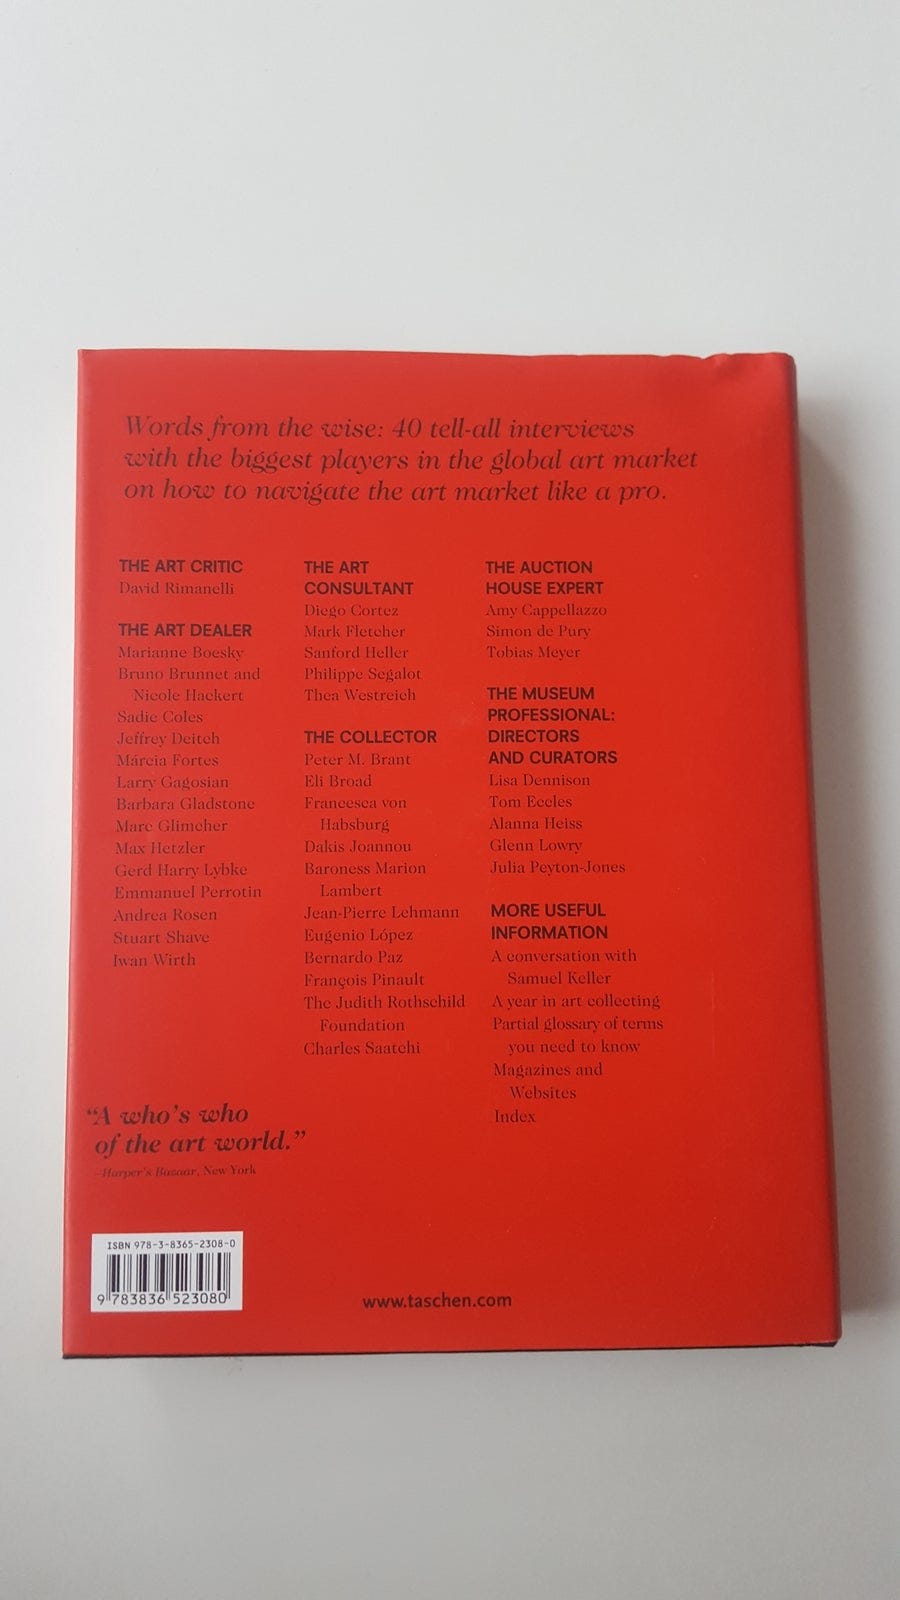 Words from the wise: 40 tell-all interviews
with the biggest players in the global art market
on how to navigate the art market like a pro.
THE ART CRITIC
David Rimanelli
THE ART DEALER
Marianne Boesky
Bruno Brunnet and
Nicole Hackert
Sadie Coles
Jeffrey Deitch
Márcia Fortes
Larry Gagosian
Barbara Gladstone
Marc Glimcher
Max Hetzler
Gerd Harry Lybke
Emmanuel Perrotin
Andrea Rosen
Stuart Shave
Iwan Wirth
THE ART
CONSULTANT
Diego Cortez
Mark Fletcher
Sanford Heller
Philippe Segalot
Thea Westreich
THE COLLECTOR
Peter M. Brant
Eli Broad
Francesca von
Habsburg
Dakis Joannou
Baroness Marion
Lambert
Jean-Pierre Lehmann
Eugenio López
Bernardo Paz
François Pinault
The Judith Rothschild
Foundation
Charles Saatchi
THE AUCTION
HOUSE EXPERT
Amy Cappellazzo
Simon de Pury
Tobias Meyer
THE MUSEUM
PROFESSIONAL:
DIRECTORS
AND CURATORS
Lisa Dennison
Tom Eccles
Alanna Heiss
Glenn Lowry
Julia Peyton-Jones
MORE USEFUL
INFORMATION
A conversation with
Samuel Keller
A year in art collecting
Partial glossary of terms
you need to know
Magazines and
Websites
Index
“A who’s who
of the art world.”
–Harper’s Bazaar, New York
ISBN 978-3-8365-2308-0
9 783836 523080
www.taschen.com